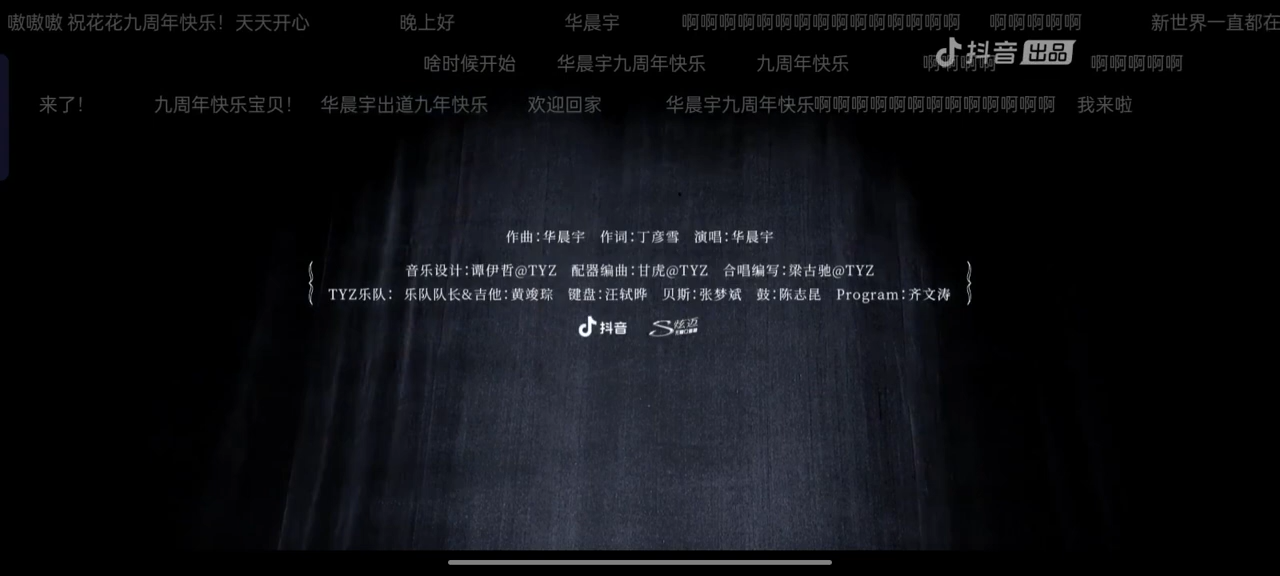 嗷嗷嗷 祝花花九周年快乐！天天开心 晚上好 华晨宇 啊啊啊啊啊啊啊啊啊啊啊啊啊啊啊 啊啊啊啊啊 新世界一直都在
抖音 出品
啥时候开始 华晨宇九周年快乐 九周年快乐 啊啊啊啊 啊啊啊啊啊
来了！ 九周年快乐宝贝！ 华晨宇出道九年快乐 欢迎回家 华晨宇九周年快乐啊啊啊啊啊啊啊啊啊啊啊啊啊 我来啦
作曲：华晨宇 作词：丁彦雪 演唱：华晨宇
音乐设计：谭伊哲@TYZ 配器编曲：甘虎@TYZ 合唱编写：梁古驰@TYZ
TYZ乐队： 乐队队长&吉他：黄竣琮 键盘：汪轼晔 贝斯：张梦斌 鼓：陈志昆 Program：齐文涛
抖音 炫迈